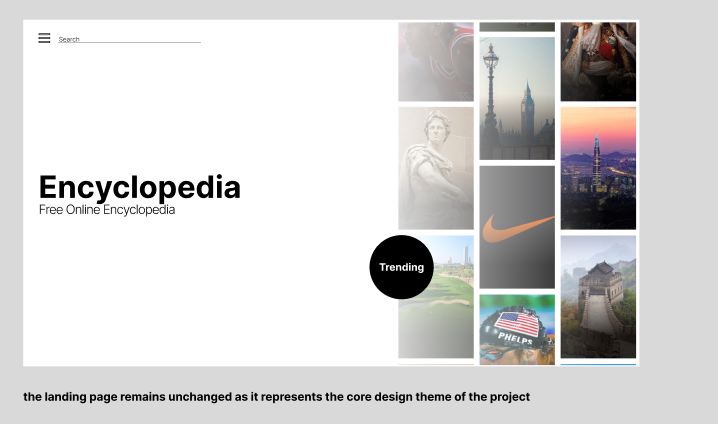 Search
Encyclopedia
Free Online Encyclopedia
Trending
PHELPS
the landing page remains unchanged as it represents the core design theme of the project